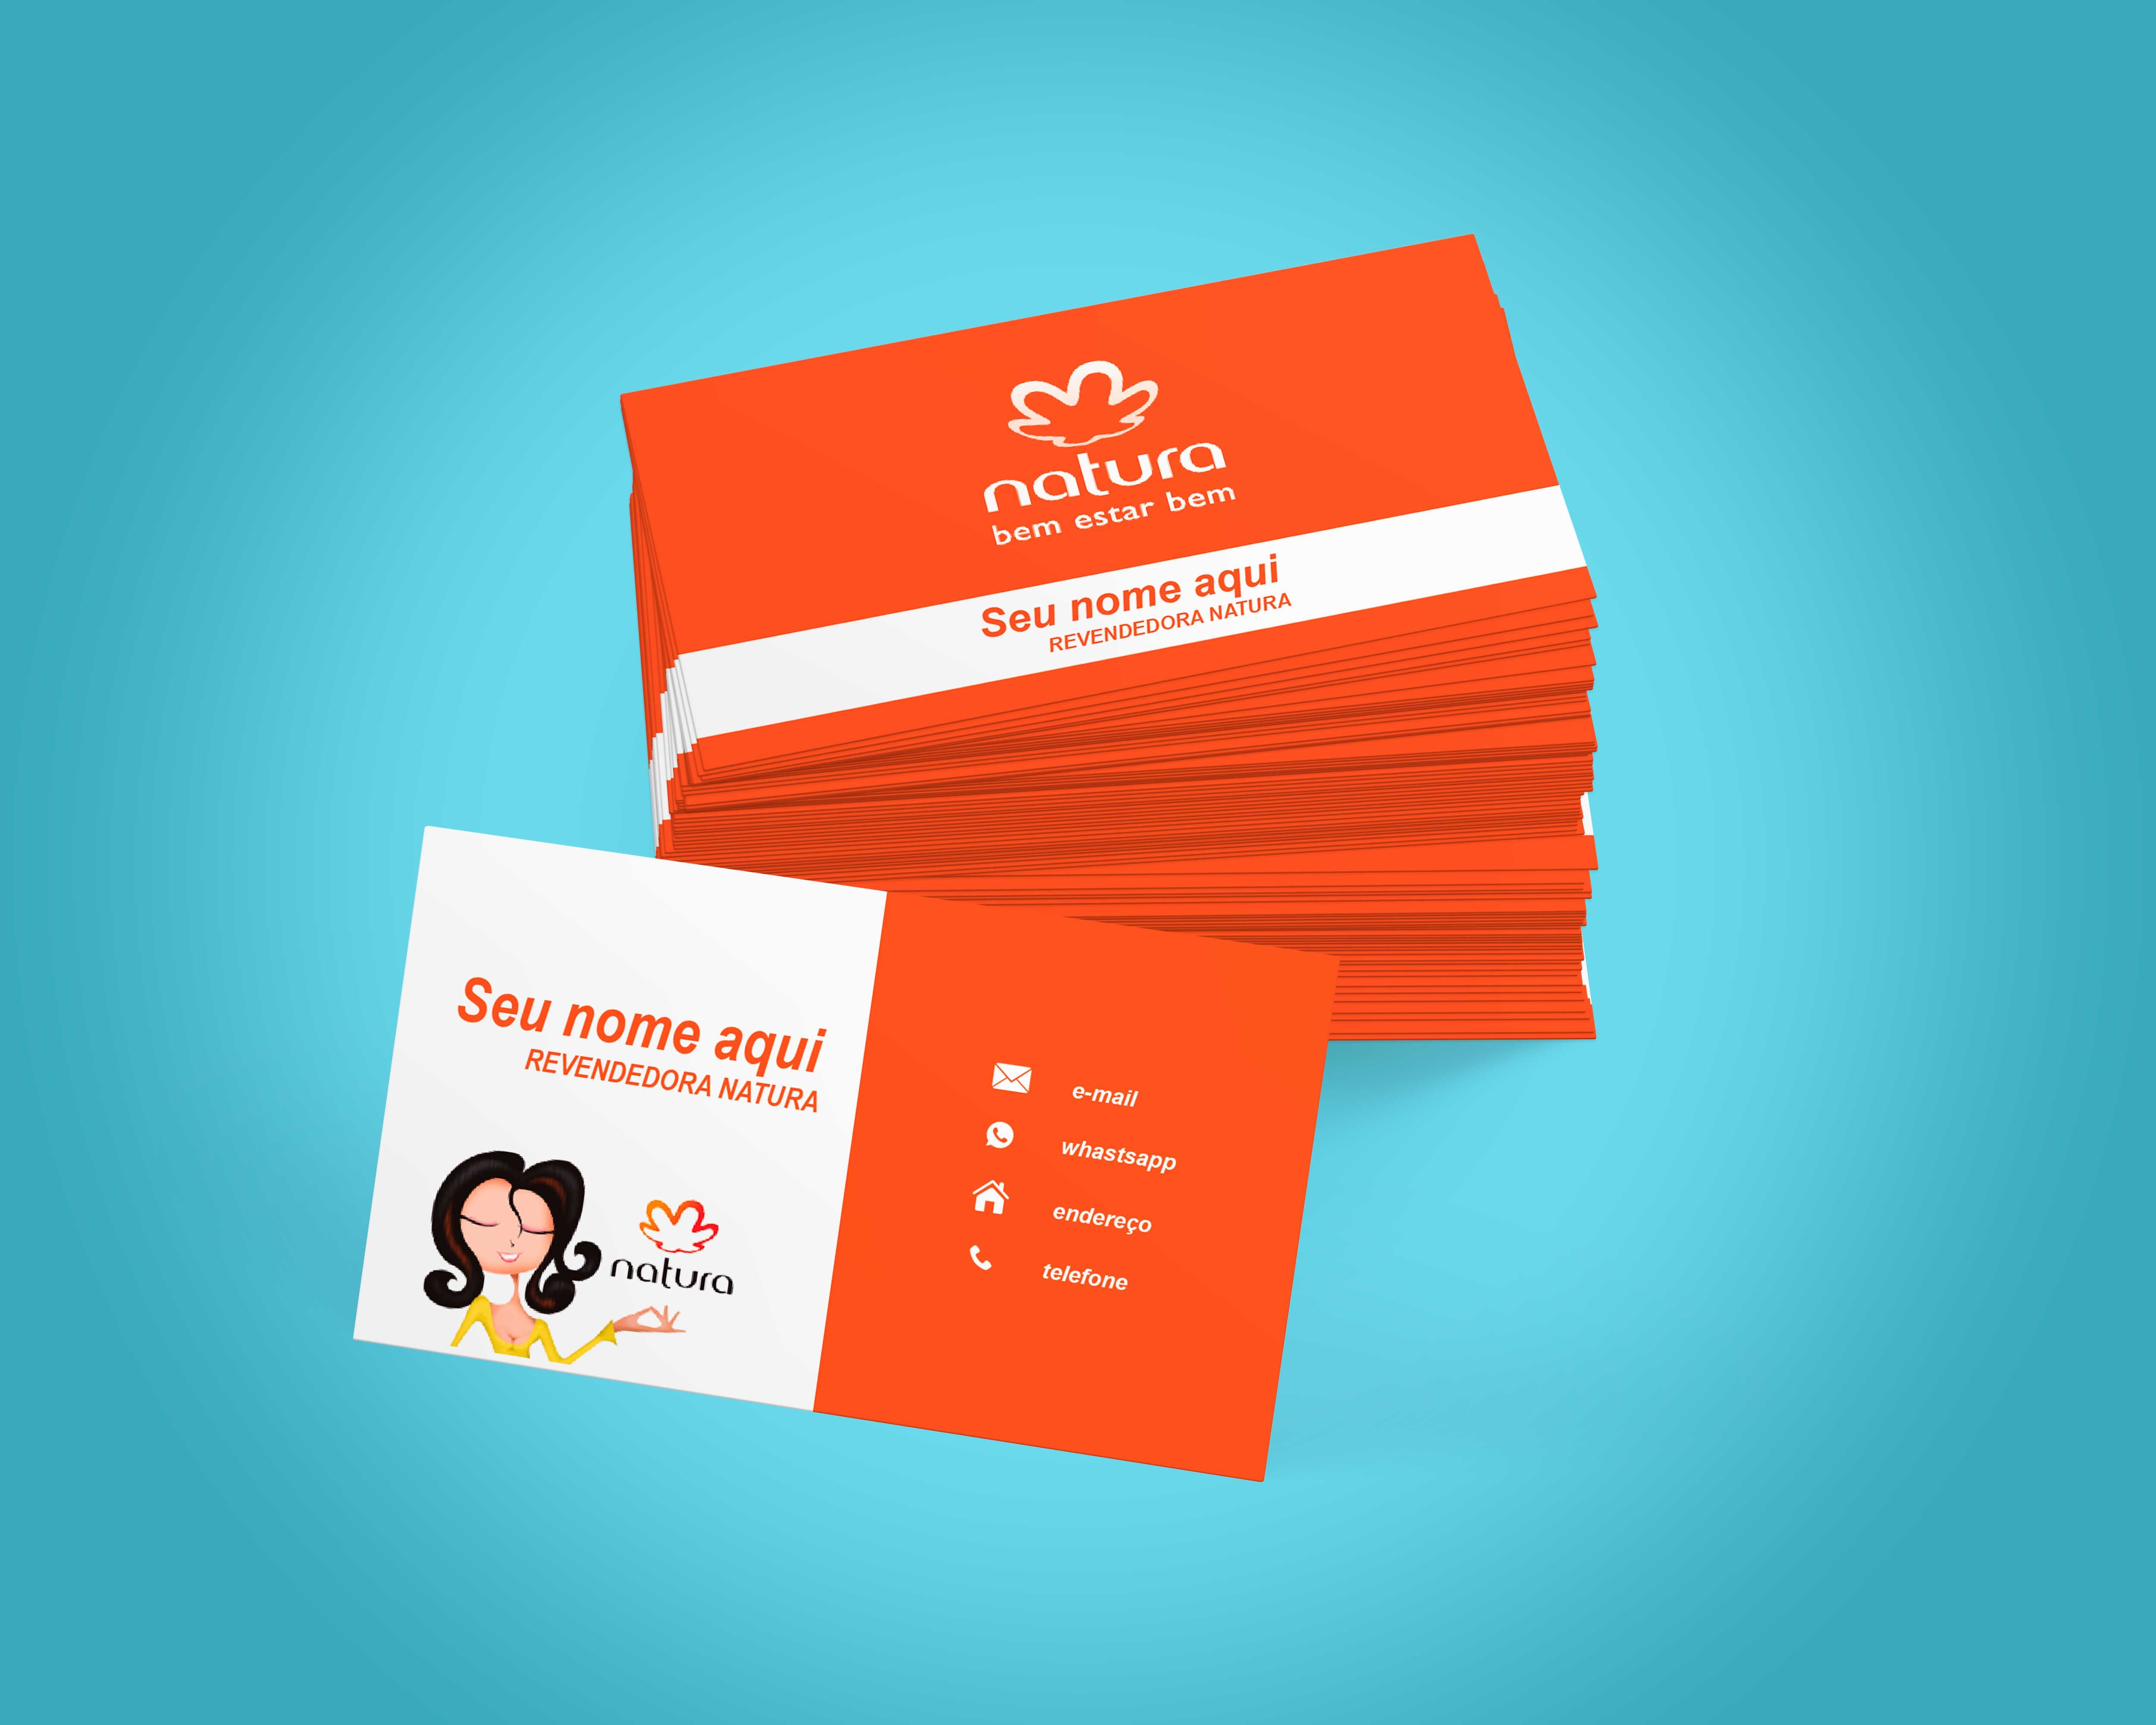 natura
bem estar bem
Seu nome aqui
REVENDEDORA NATURA
Seu nome aqui
REVENDEDORA NATURA
natura
e-mail
whastsapp
endereço
telefone